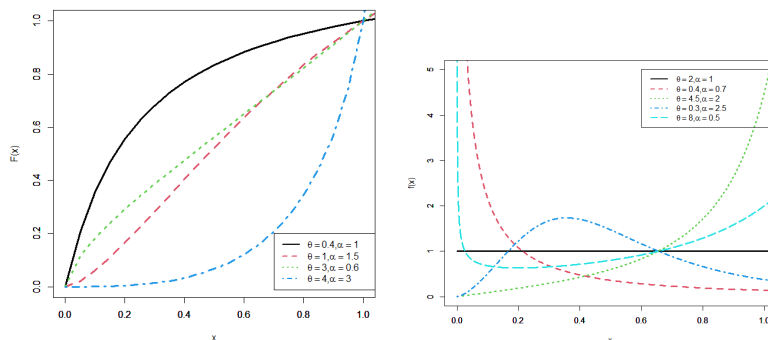 F(x)
1.0
0.8
0.6
0.4
0.2
0.0
θ = 0.4,α = 1
θ = 1,α = 1.5
θ = 3,α = 0.6
θ = 4,α = 3
0.0 0.2 0.4 0.6 0.8 1.0
x
f(x)
5
4
3
2
1
0
θ = 2,α = 1
θ = 0.4,α = 0.7
θ = 4.5,α = 2
θ = 0.3,α = 2.5
θ = 8,α = 0.5
0.0 0.2 0.4 0.6 0.8 1.0